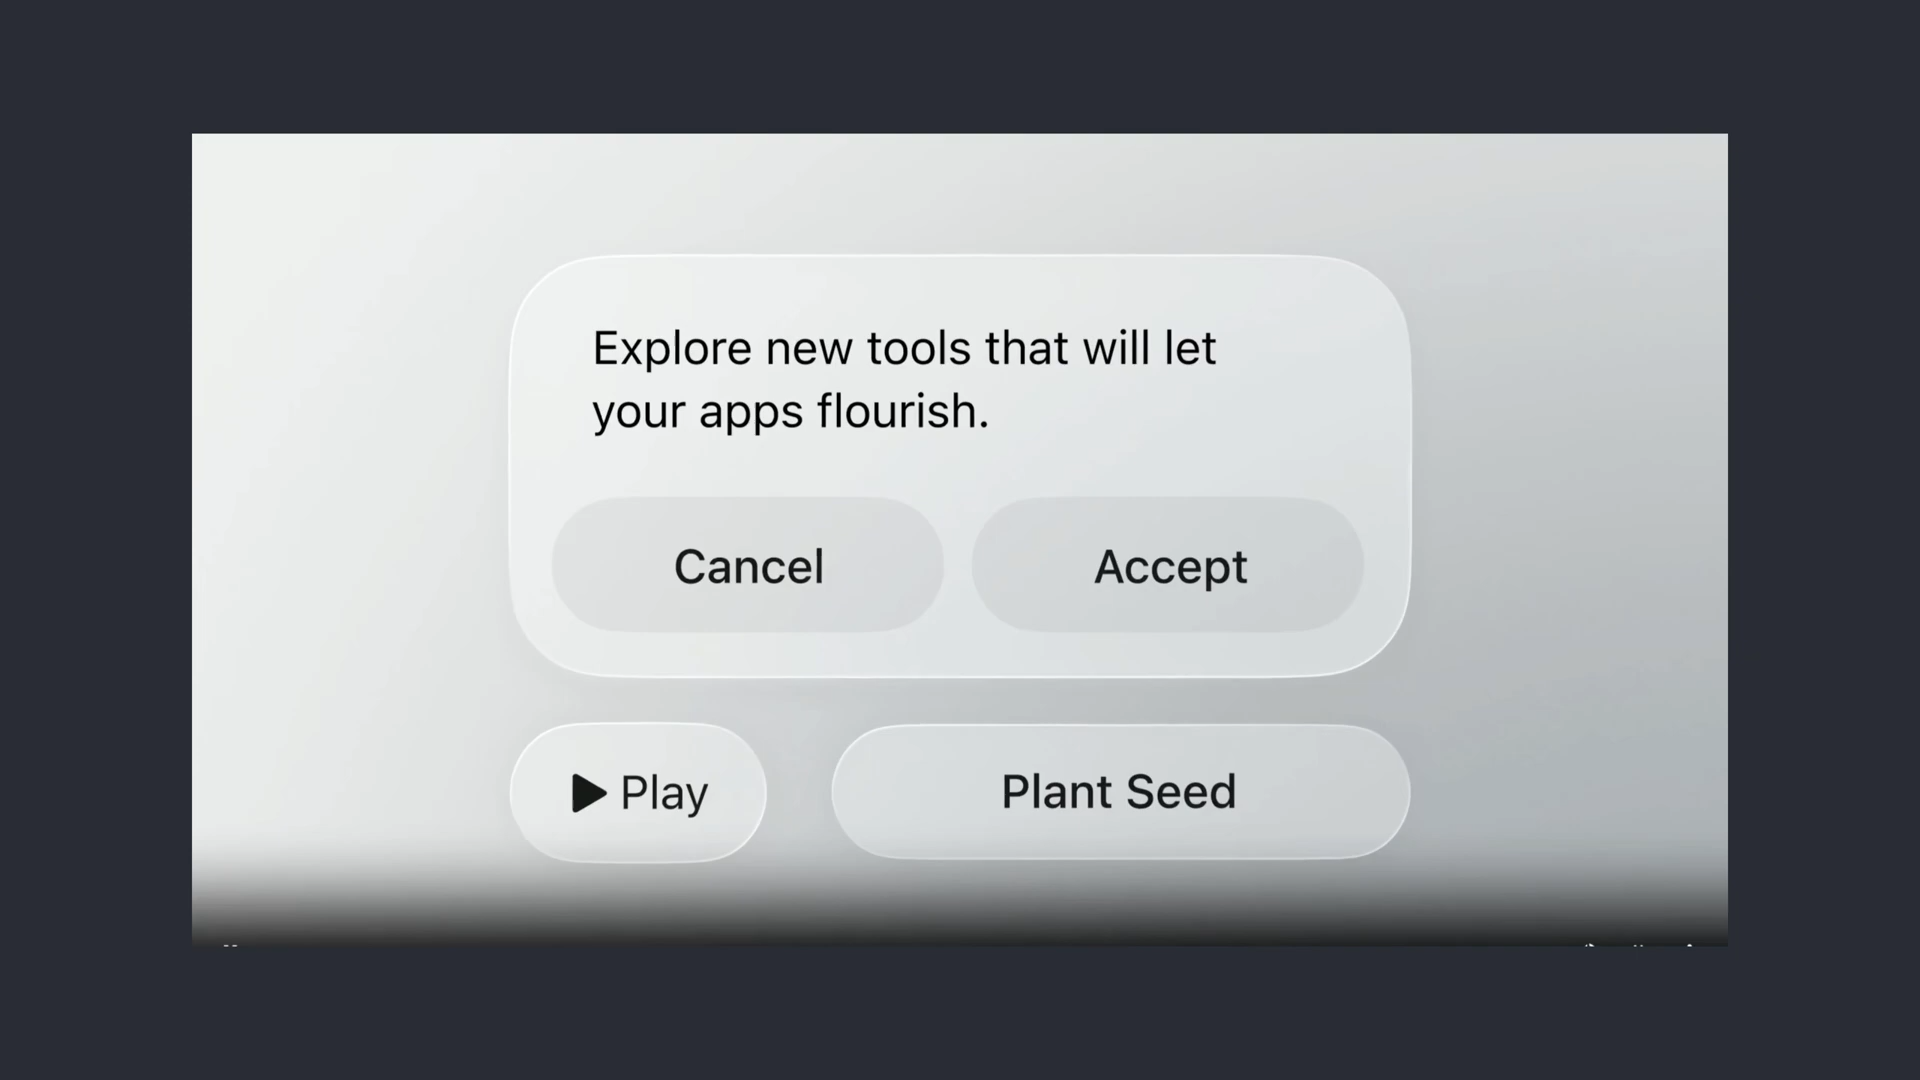 Explore new tools that will let
your apps flourish.
Cancel
Accept
Play
Plant Seed